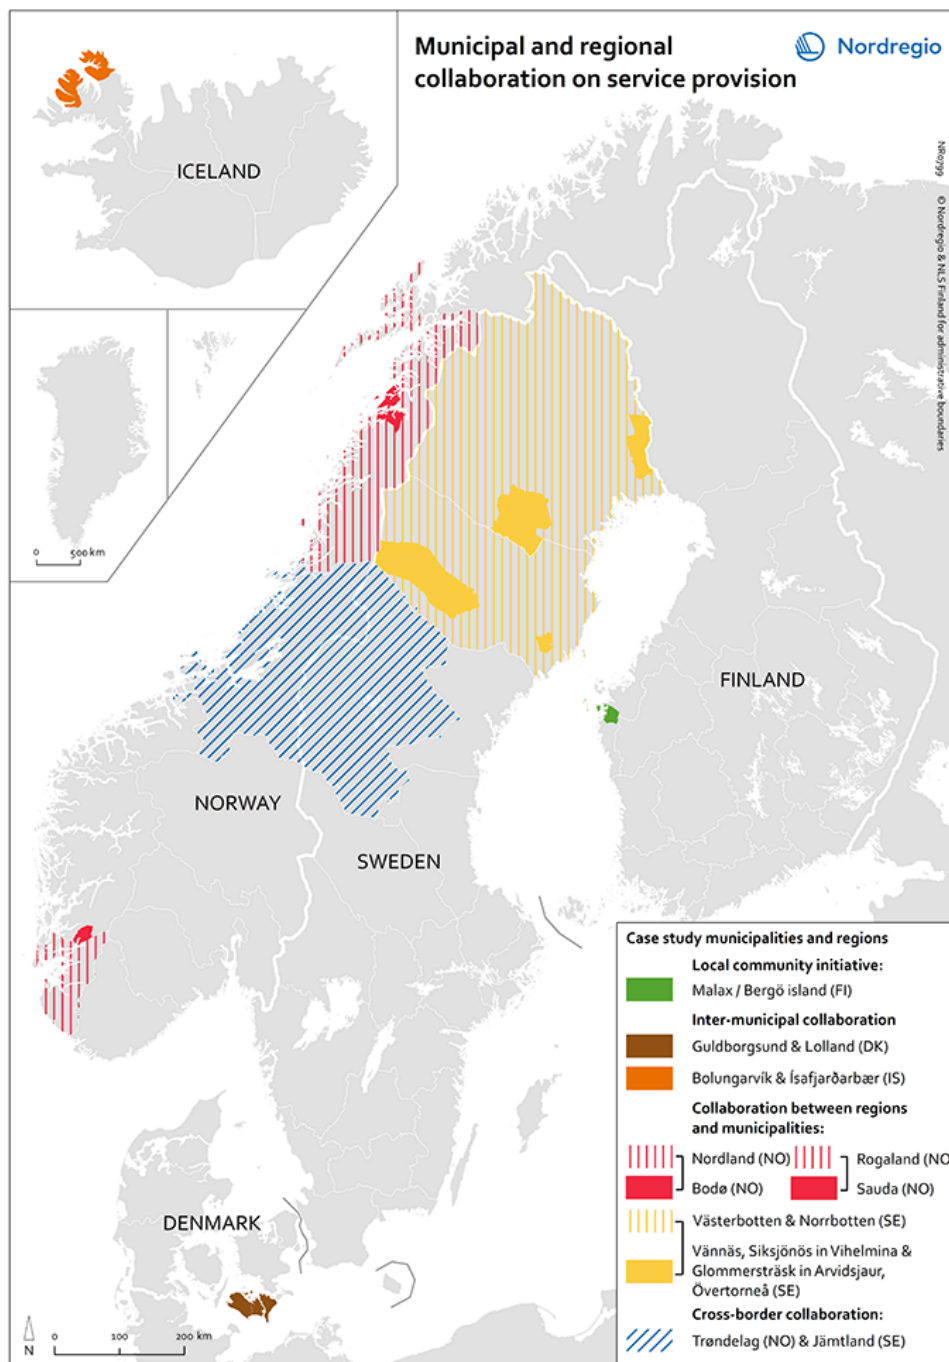 Municipal and regional
collaboration on service provision
Nordregio
NR0799 © Nordregio & NLS Finland for administrative boundaries
ICELAND
0 500 km
FINLAND
NORWAY
SWEDEN
DENMARK
N
0 100 200 km
Case study municipalities and regions
Local community initiative:
Malax / Bergö island (FI)
Inter-municipal collaboration
Guldborgsund & Lolland (DK)
Bolungarvík & Ísafjarðarbær (IS)
Collaboration between regions
and municipalities:
Nordland (NO) Rogaland (NO
Bodø (NO) Sauda (NO)
Västerbotten & Norrbotten (SE)
Vännäs, Siksjönös in Vihelmina &
Glommersträsk in Arvidsjaur,
Övertorneå (SE)
Cross-border collaboration:
Trøndelag (NO) & Jämtland (SE)